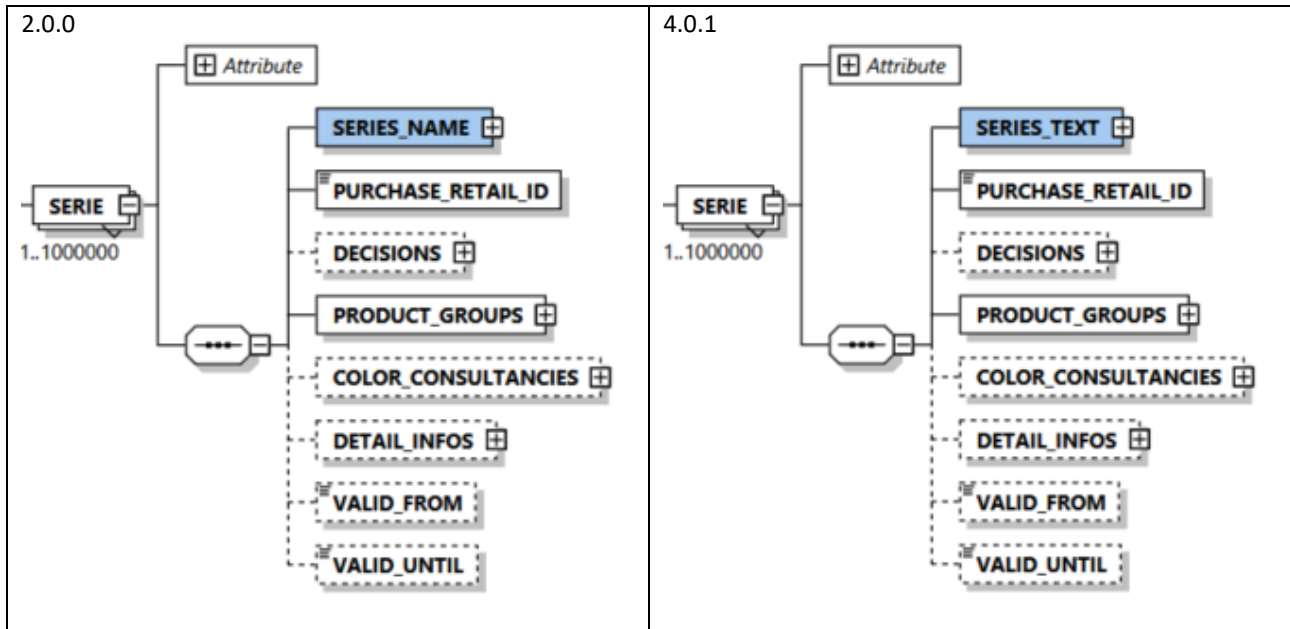 2.0.0
Attribute
SERIES_NAME
PURCHASE_RETAIL_ID
SERIE
DECISIONS
1..1000000
PRODUCT_GROUPS
COLOR_CONSULTANCIES
DETAIL_INFOS
VALID_FROM
VALID_UNTIL
4.0.1
Attribute
SERIES_TEXT
PURCHASE_RETAIL_ID
SERIE
DECISIONS
1..1000000
PRODUCT_GROUPS
COLOR_CONSULTANCIES
DETAIL_INFOS
VALID_FROM
VALID_UNTIL